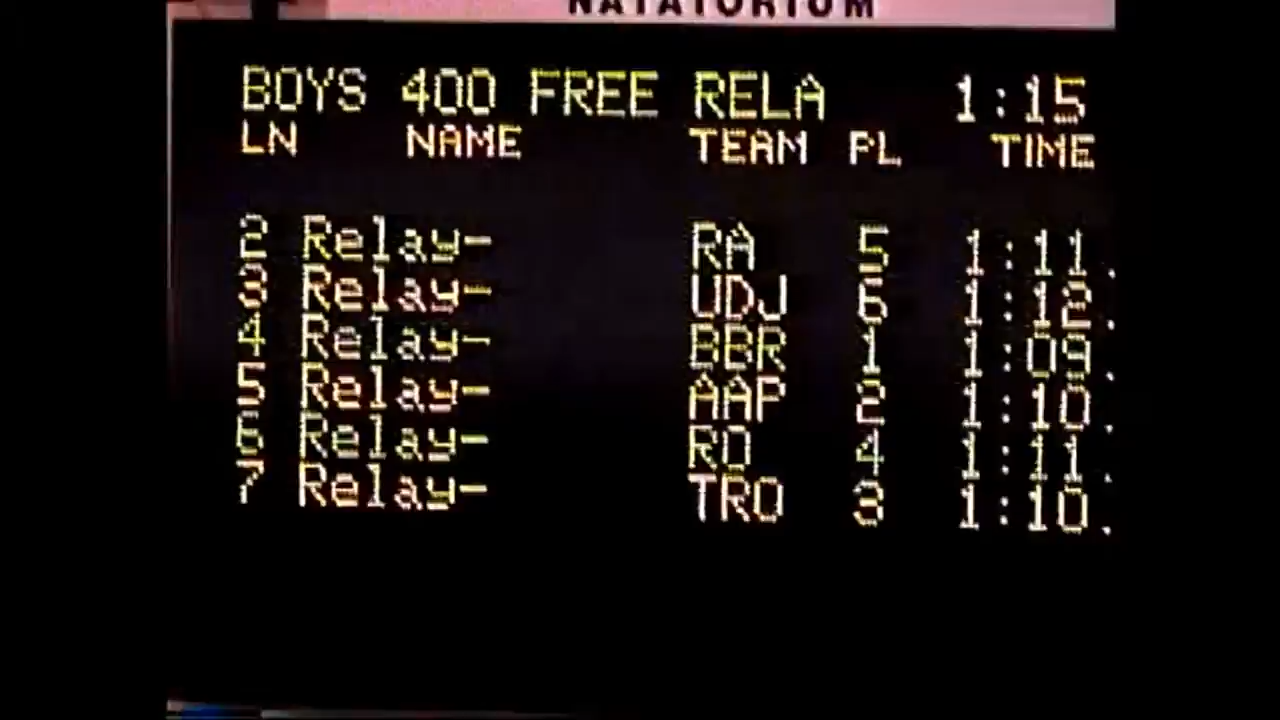 NATATORIUM
BOYS 400 FREE RELA 1:15
LN NAME TEAM PL TIME
2 Relay- RA 5 1:11.
3 Relay- UDJ 6 1:12.
4 Relay- BBR 1 1:09.
5 Relay- AAP 2 1:10.
6 Relay- RO 4 1:11.
7 Relay- TRO 3 1:10.